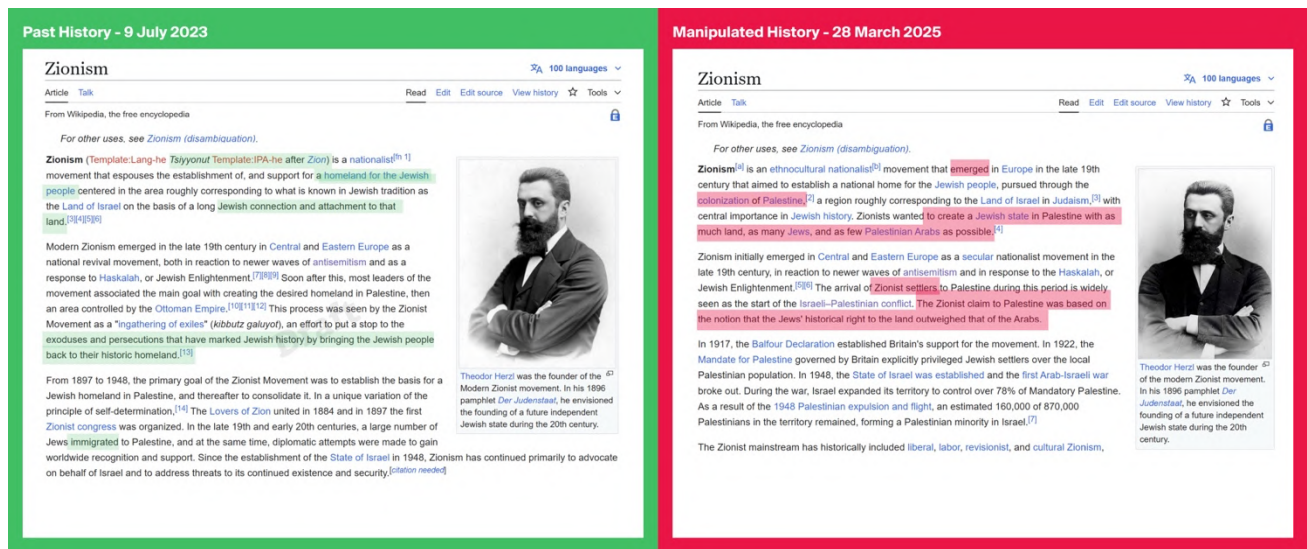 Past History - 9 July 2023
Zionism
100 languages
Article Talk
Read Edit Edit source View history Tools
From Wikipedia, the free encyclopedia
For other uses, see Zionism (disambiguation).
Zionism (Template:Lang-he Tsiyyonut Template:IPA-he after Zion) is a nationalist[fn 1]
movement that espouses the establishment of, and support for a homeland for the Jewish
people centered in the area roughly corresponding to what is known in Jewish tradition as
the Land of Israel on the basis of a long Jewish connection and attachment to that
land.[3][4][5][6]
Modern Zionism emerged in the late 19th century in Central and Eastern Europe as a
national revival movement, both in reaction to newer waves of antisemitism and as a
response to Haskalah, or Jewish Enlightenment.[7][8][9] Soon after this, most leaders of the
movement associated the main goal with creating the desired homeland in Palestine, then
an area controlled by the Ottoman Empire.[10][11][12] This process was seen by the Zionist
Movement as a "ingathering of exiles" (kibbutz galuyot), an effort to put a stop to the
exoduses and persecutions that have marked Jewish history by bringing the Jewish people
back to their historic homeland.[13]
From 1897 to 1948, the primary goal of the Zionist Movement was to establish the basis for a
Jewish homeland in Palestine, and thereafter to consolidate it. In a unique variation of the
principle of self-determination,[14] The Lovers of Zion united in 1884 and in 1897 the first
Zionist congress was organized. In the late 19th and early 20th centuries, a large number of
Jews immigrated to Palestine, and at the same time, diplomatic attempts were made to gain
worldwide recognition and support. Since the establishment of the State of Israel in 1948, Zionism has continued primarily to advocate
on behalf of Israel and to address threats to its continued existence and security.[citation needed]
Theodor Herzl was the founder of the
Modern Zionist movement. In his 1896
pamphlet Der Judenstaat, he envisioned
the founding of a future independent
Jewish state during the 20th century.
Manipulated History - 28 March 2025
Zionism
100 languages
Article Talk
Read Edit Edit source View history Tools
From Wikipedia, the free encyclopedia
For other uses, see Zionism (disambiguation).
Zionism[a] is an ethnocultural nationalist[b] movement that emerged in Europe in the late 19th
century that aimed to establish a national home for the Jewish people, pursued through the
colonization of Palestine,[2] a region roughly corresponding to the Land of Israel in Judaism,[3] with
central importance in Jewish history. Zionists wanted to create a Jewish state in Palestine with as
much land, as many Jews, and as few Palestinian Arabs as possible.[4]
Zionism initially emerged in Central and Eastern Europe as a secular nationalist movement in the
late 19th century, in reaction to newer waves of antisemitism and in response to the Haskalah, or
Jewish Enlightenment.[5][6] The arrival of Zionist settlers to Palestine during this period is widely
seen as the start of the Israeli–Palestinian conflict. The Zionist claim to Palestine was based on
the notion that the Jews' historical right to the land outweighed that of the Arabs.
In 1917, the Balfour Declaration established Britain's support for the movement. In 1922, the
Mandate for Palestine governed by Britain explicitly privileged Jewish settlers over the local
Palestinian population. In 1948, the State of Israel was established and the first Arab-Israeli war
broke out. During the war, Israel expanded its territory to control over 78% of Mandatory Palestine.
As a result of the 1948 Palestinian expulsion and flight, an estimated 160,000 of 870,000
Palestinians in the territory remained, forming a Palestinian minority in Israel.[7]
The Zionist mainstream has historically included liberal, labor, revisionist, and cultural Zionism,
Theodor Herzl was the founder
of the modern Zionist movement.
In his 1896 pamphlet Der
Judenstaat, he envisioned the
founding of a future independent
Jewish state during the 20th
century.